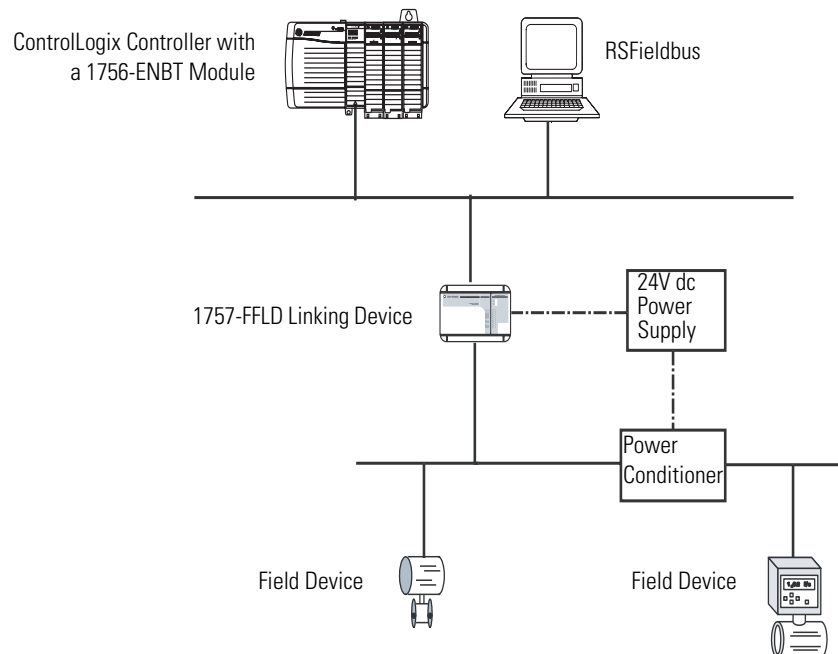 ControlLogix Controller with
a 1756-ENBT Module
RSFieldbus
1757-FFLD Linking Device
24V dc
Power
Supply
Power
Conditioner
Field Device
Field Device